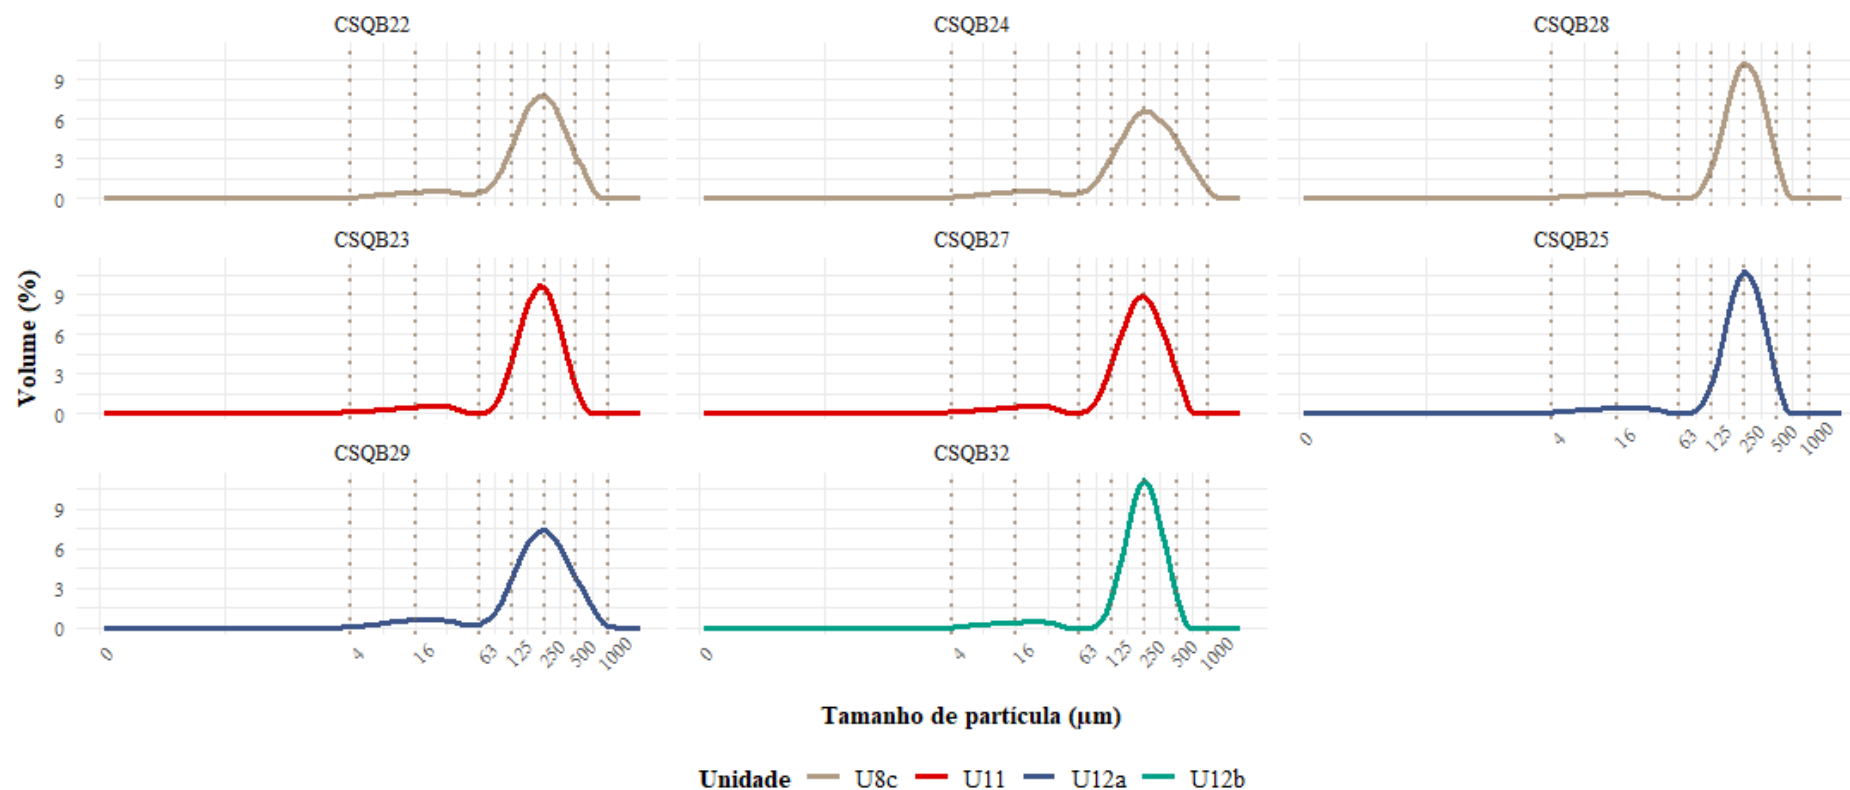 CSQB22 CSQB24 CSQB28
9
6
3
0
CSQB23 CSQB27 CSQB25
9
6
3
0
0 4 16 63 125 250 500 1000
CSQB29 CSQB32
9
6
3
0
0 4 16 63 125 250 500 1000 0 4 16 63 125 250 500 1000
Volume (%)
Tamanho de partícula (μm)
Unidade U8c U11 U12a U12b